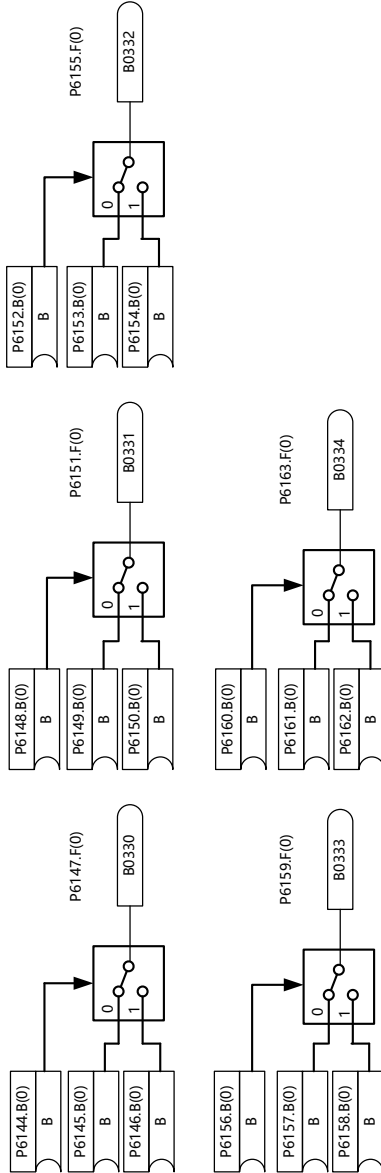 P6144.B(0)
B
P6145.B(0)
B
P6146.B(0)
B
0
1
P6147.F(0)
B0330
P6148.B(0)
B
P6149.B(0)
B
P6150.B(0)
B
0
1
P6151.F(0)
B0331
P6152.B(0)
B
P6153.B(0)
B
P6154.B(0)
B
0
1
P6155.F(0)
B0332
P6156.B(0)
B
P6157.B(0)
B
P6158.B(0)
B
0
1
P6159.F(0)
B0333
P6160.B(0)
B
P6161.B(0)
B
P6162.B(0)
B
0
1
P6163.F(0)
B0334